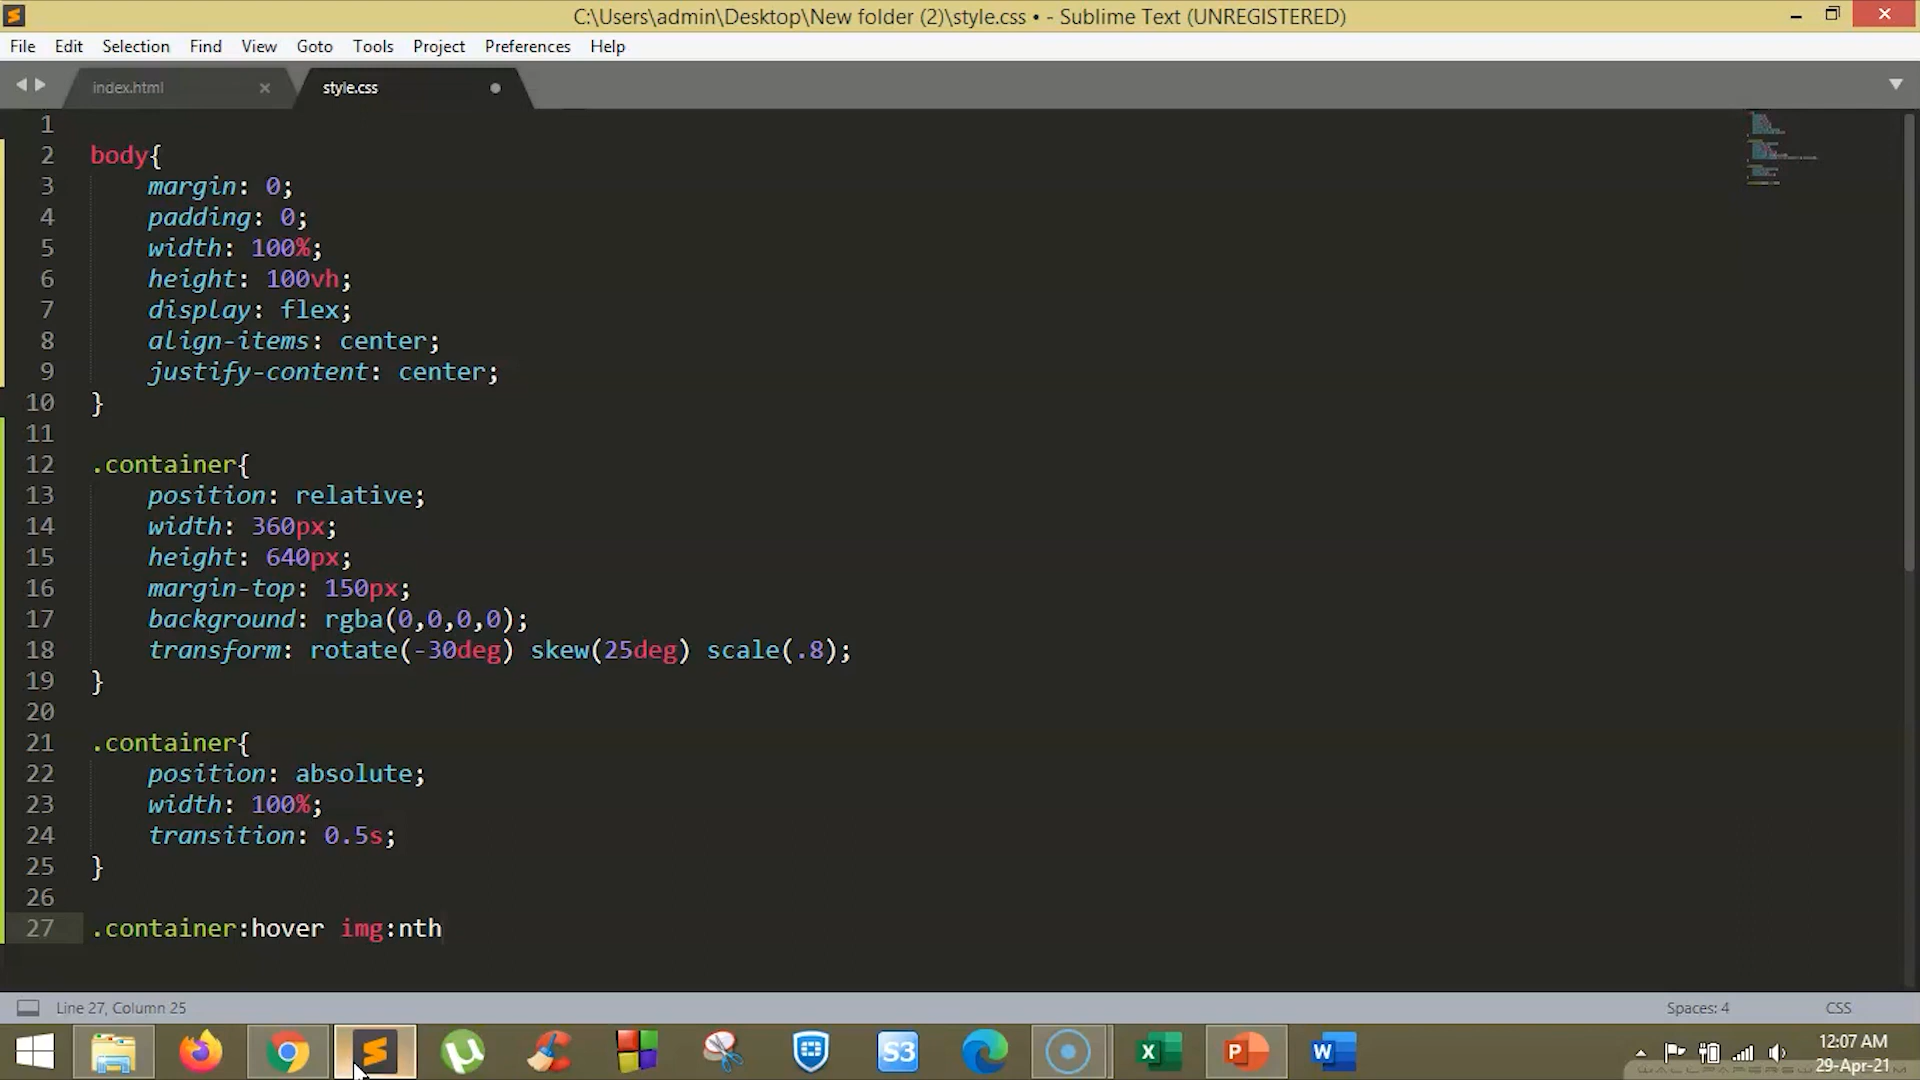 C:\Users\admin\Desktop\New folder (2)\style.css • - Sublime Text (UNREGISTERED)
File Edit Selection Find View Goto Tools Project Preferences Help
index.html style.css
1
2 body{
3 margin: 0;
4 padding: 0;
5 width: 100%;
6 height: 100vh;
7 display: flex;
8 align-items: center;
9 justify-content: center;
10 }
11
12 .container{
13 position: relative;
14 width: 360px;
15 height: 640px;
16 margin-top: 150px;
17 background: rgba(0,0,0,0);
18 transform: rotate(-30deg) skew(25deg) scale(.8);
19 }
20
21 .container{
22 position: absolute;
23 width: 100%;
24 transition: 0.5s;
25 }
26
27 .container:hover img:nth
Line 27, Column 25 Spaces: 4 CSS
S3
12:07 AM
29-Apr-21